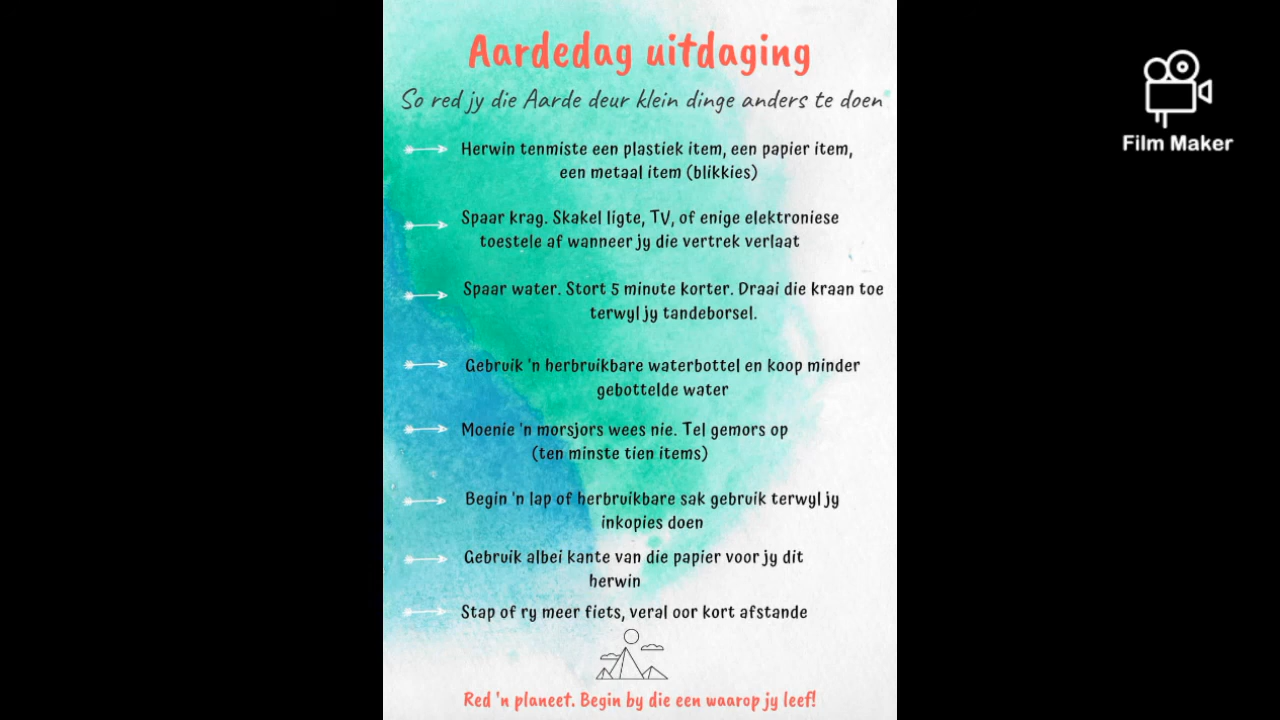 Aardedag uitdaging
So red jy die Aarde deur klein dinge anders te doen
Herwin tenmiste een plastiek item, een papier item,
een metaal item (blikkies)
Spaar krag. Skakel ligte, TV, of enige elektroniese
toestele af wanneer jy die vertrek verlaat
Spaar water. Stort 5 minute korter. Draai die kraan toe
terwyl jy tandeborsel.
Gebruik 'n herbruikbare waterbottel en koop minder
gebottelde water
Moenie 'n morsjors wees nie. Tel gemors op
(ten minste tien items)
Begin 'n lap of herbruikbare sak gebruik terwyl jy
inkopies doen
Gebruik albei kante van die papier voor jy dit
herwin
Stap of ry meer fiets, veral oor kort afstande
Red 'n planeet. Begin by die een waarop jy leef!
Film Maker